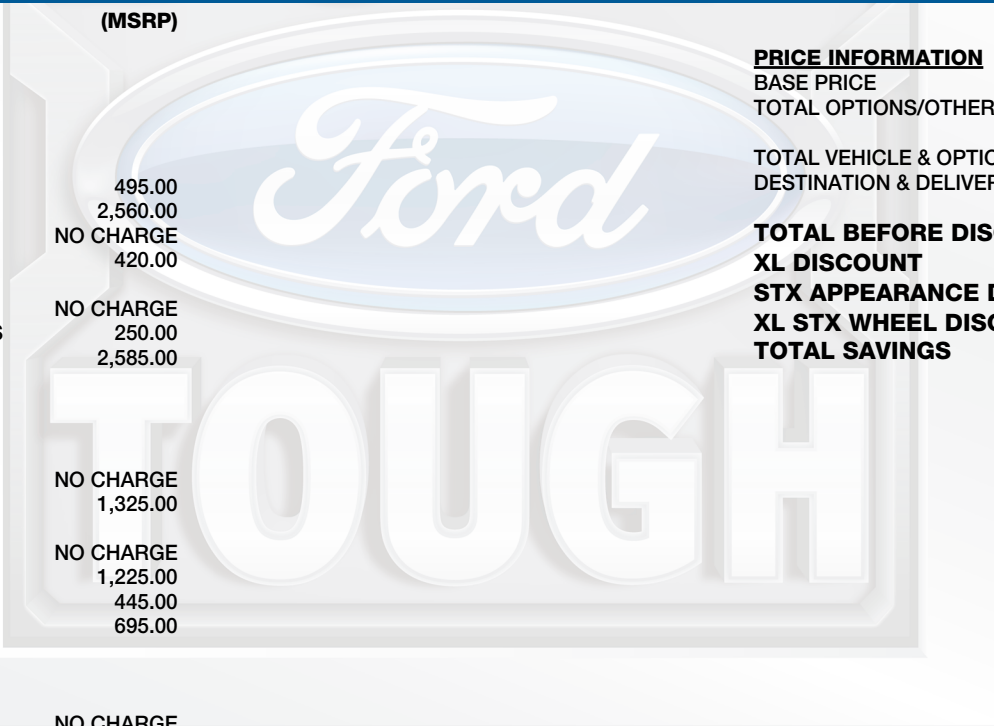 (MSRP)
495.00
2,560.00
NO CHARGE
420.00
NO CHARGE
S 250.00
2,585.00
NO CHARGE
1,325.00
NO CHARGE
1,225.00
445.00
695.00
NO CHARGE
PRICE INFORMATION
BASE PRICE
TOTAL OPTIONS/OTHER
TOTAL VEHICLE & OPTIO
DESTINATION & DELIVER
TOTAL BEFORE DISC
XL DISCOUNT
STX APPEARANCE D
XL STX WHEEL DISC
TOTAL SAVINGS
Ford
TOUGH